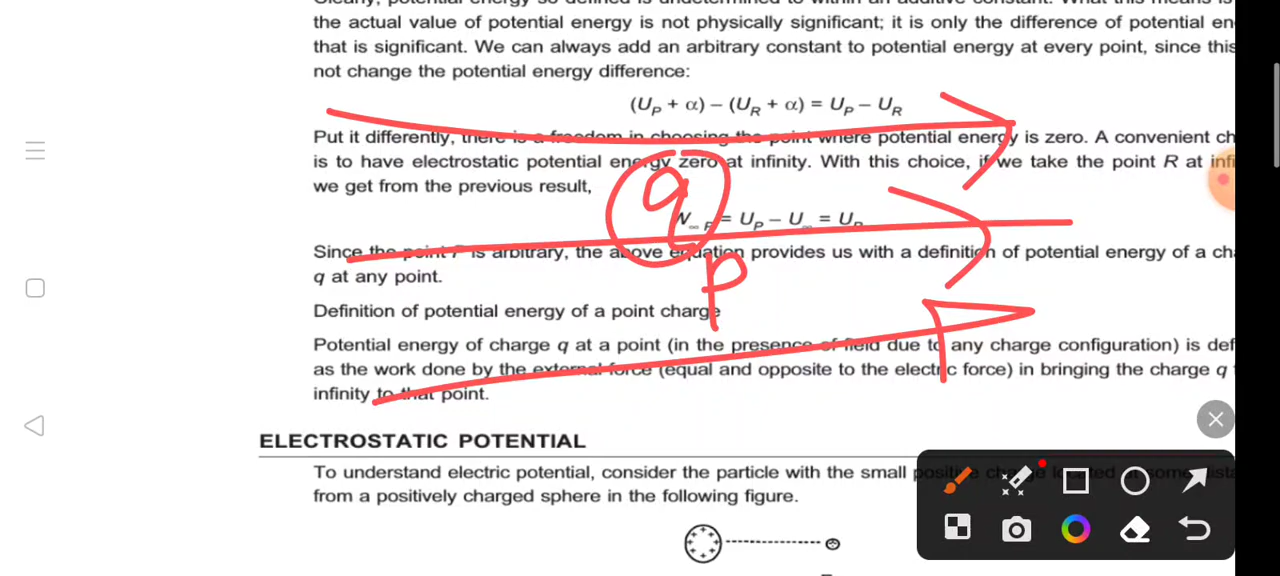 the actual value of potential energy is not physically significant; it is only the difference of potential en
that is significant. We can always add an arbitrary constant to potential energy at every point, since this
not change the potential energy difference:
(U_P + α) – (U_R + α) = U_P – U_R
Put it differently, there is a freedom in choosing the point where potential energy is zero. A convenient ch
is to have electrostatic potential energy zero at infinity. With this choice, if we take the point R at infi
we get from the previous result,
q
W_∞ P = U_P – U_∞ = U_P
Since the point P is arbitrary, the above equation provides us with a definition of potential energy of a cha
p
q at any point.
Definition of potential energy of a point charge
Potential energy of charge q at a point (in the presence of field due to any charge configuration) is def
as the work done by the external force (equal and opposite to the electric force) in bringing the charge q
infinity to that point.
ELECTROSTATIC POTENTIAL
To understand electric potential, consider the particle with the small positive charge located at some dista
from a positively charged sphere in the following figure.